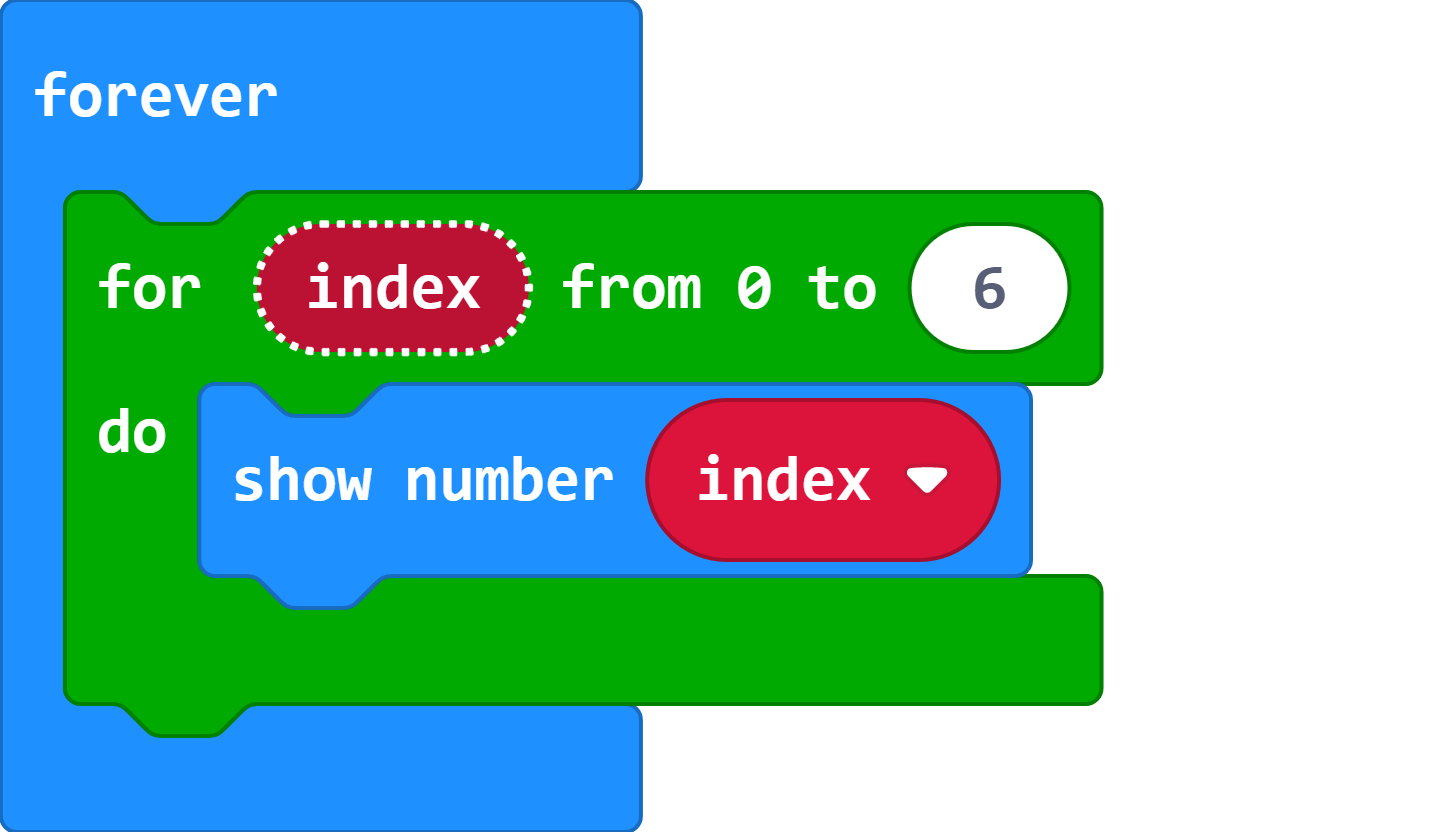 forever
for index from 0 to 6
do
show number index